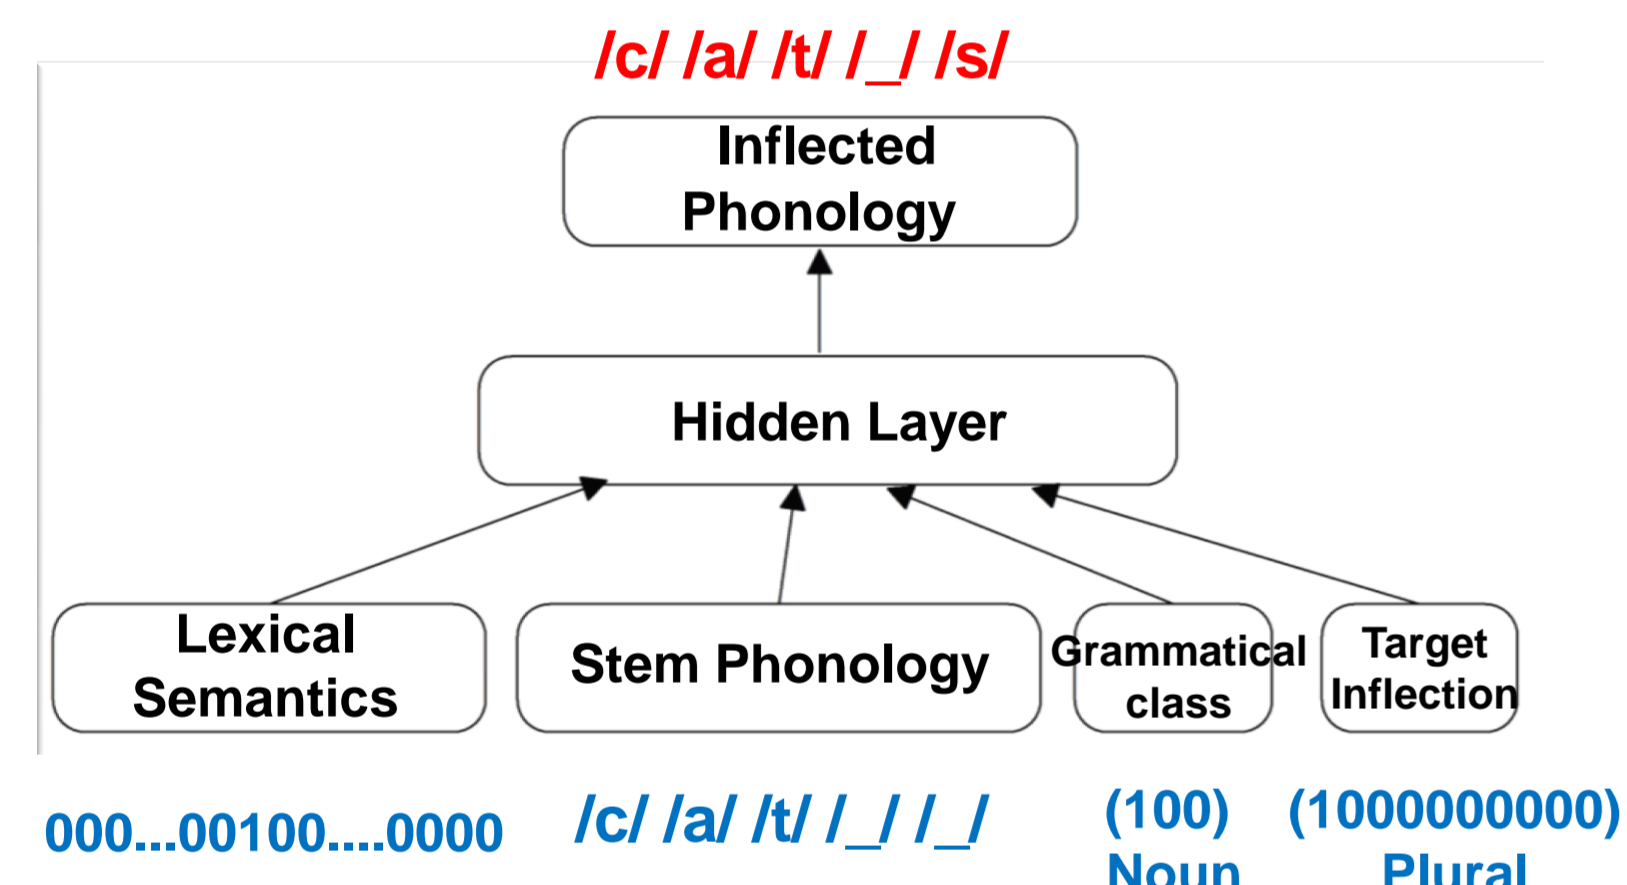 /c/ /a/ /t/ /_/ /s/
Inflected
Phonology
Hidden Layer
Lexical
Semantics
Stem Phonology
Grammatical
class
Target
Inflection
000...00100....0000
/c/ /a/ /t/ /_/ /_/
(100)
Noun
(1000000000)
Plural